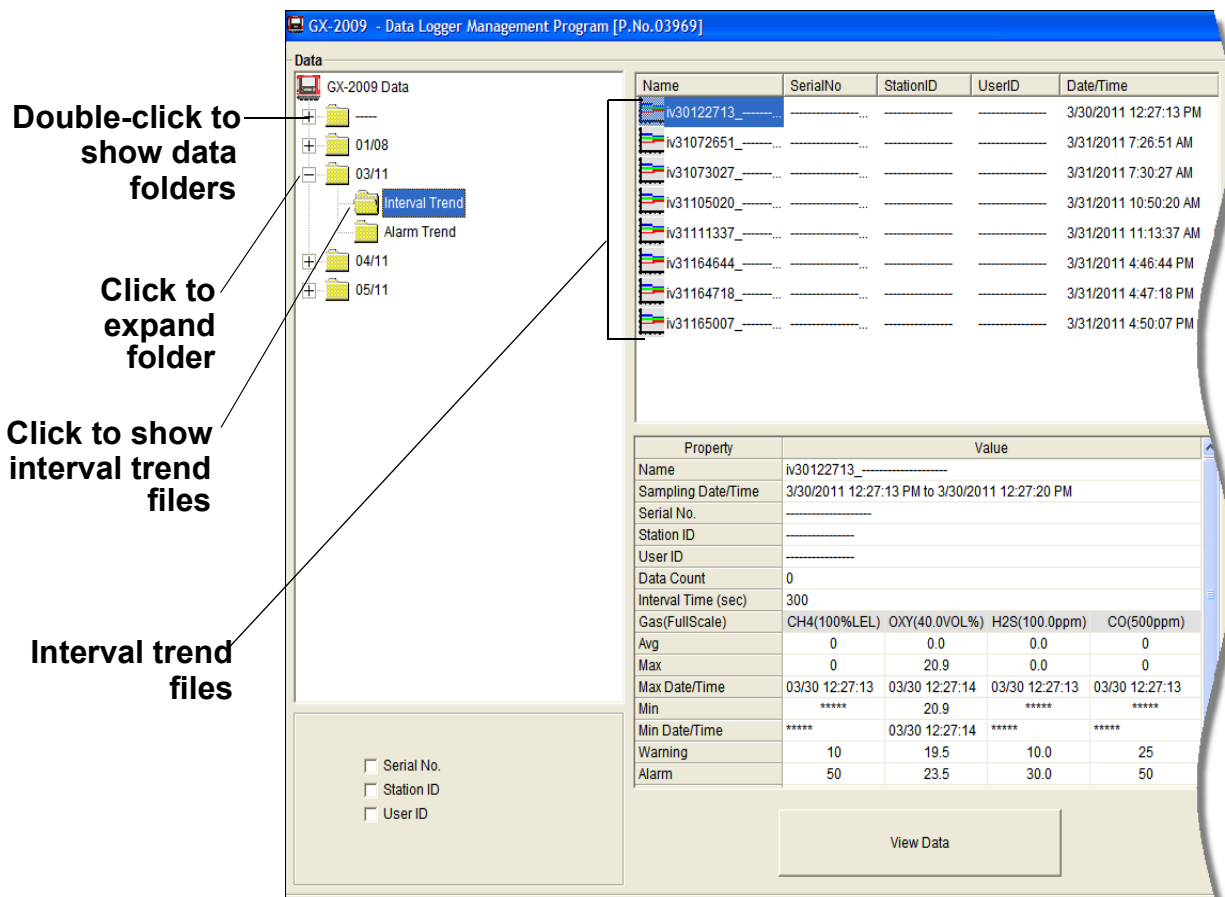 GX-2009 - Data Logger Management Program [P.No.03969]
Data
GX-2009 Data
-----
01/08
03/11
Interval Trend
Alarm Trend
04/11
05/11
Double-click to
show data
folders
Click to
expand
folder
Click to show
interval trend
files
Interval trend
files
Name SerialNo StationID UserID Date/Time
iv30122713_-------... ----------------... ---------------- ---------------- 3/30/2011 12:27:13 PM
iv31072651_-------... ----------------... ---------------- ---------------- 3/31/2011 7:26:51 AM
iv31073027_-------... ----------------... ---------------- ---------------- 3/31/2011 7:30:27 AM
iv31105020_-------... ----------------... ---------------- ---------------- 3/31/2011 10:50:20 AM
iv31111337_-------... ----------------... ---------------- ---------------- 3/31/2011 11:13:37 AM
iv31164644_-------... ----------------... ---------------- ---------------- 3/31/2011 4:46:44 PM
iv31164718_-------... ----------------... ---------------- ---------------- 3/31/2011 4:47:18 PM
iv31165007_-------... ----------------... ---------------- ---------------- 3/31/2011 4:50:07 PM
Property Value
Name iv30122713_--------------------
Sampling Date/Time 3/30/2011 12:27:13 PM to 3/30/2011 12:27:20 PM
Serial No. --------------------
Station ID ----------------
User ID ----------------
Data Count 0
Interval Time (sec) 300
Gas(FullScale) CH4(100%LEL) OXY(40.0VOL%) H2S(100.0ppm) CO(500ppm)
Avg 0 0.0 0.0 0
Max 0 20.9 0.0 0
Max Date/Time 03/30 12:27:13 03/30 12:27:14 03/30 12:27:13 03/30 12:27:13
Min ***** 20.9 ***** *****
Min Date/Time ***** 03/30 12:27:14 ***** *****
Warning 10 19.5 10.0 25
Alarm 50 23.5 30.0 50
Serial No.
Station ID
User ID
View Data